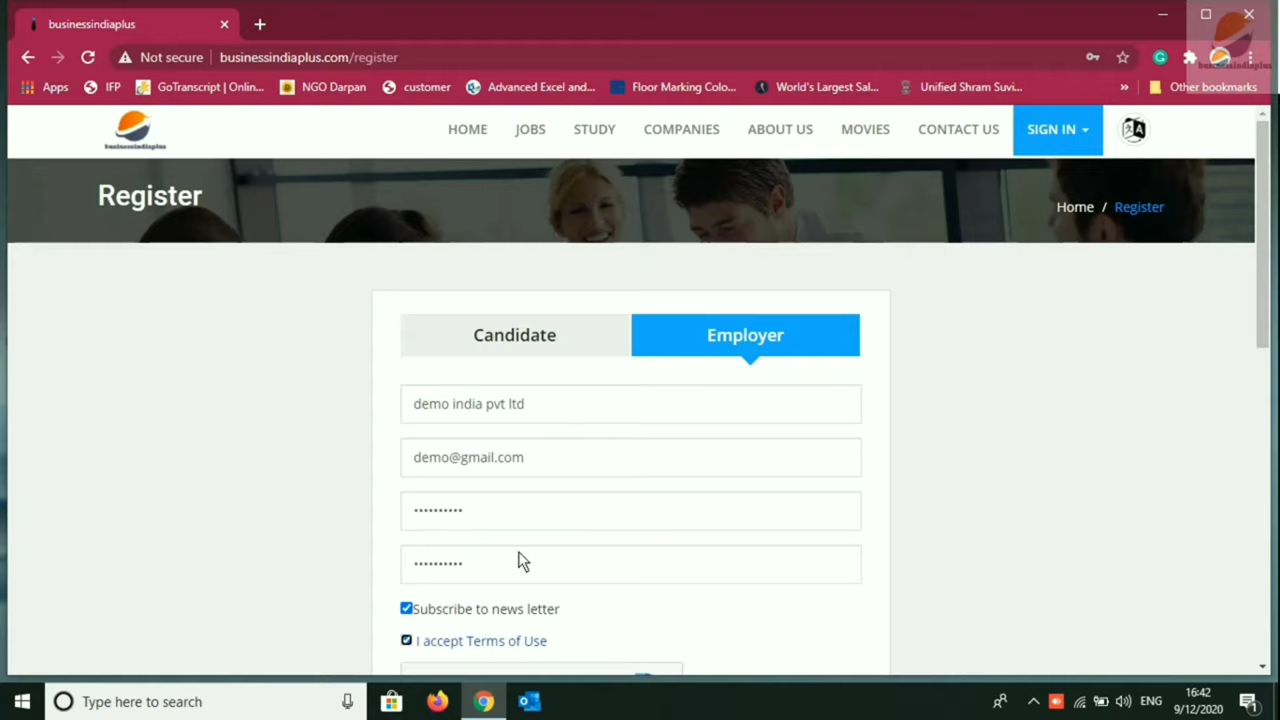 businessindiaplus
Not secure businessindiaplus.com/register
Apps IFP GoTranscript | Onlin... NGO Darpan customer Advanced Excel and... Floor Marking Colo... World's Largest Sal... Unified Shram Suvi... » Other bookmarks
businessindiaplus
HOME JOBS STUDY COMPANIES ABOUT US MOVIES CONTACT US SIGN IN
Register
Home / Register
Candidate Employer
demo india pvt ltd
demo@gmail.com
••••••••••
••••••••••
Subscribe to news letter
I accept Terms of Use
Type here to search
ENG
16:42
9/12/2020
1
businessindiaplus